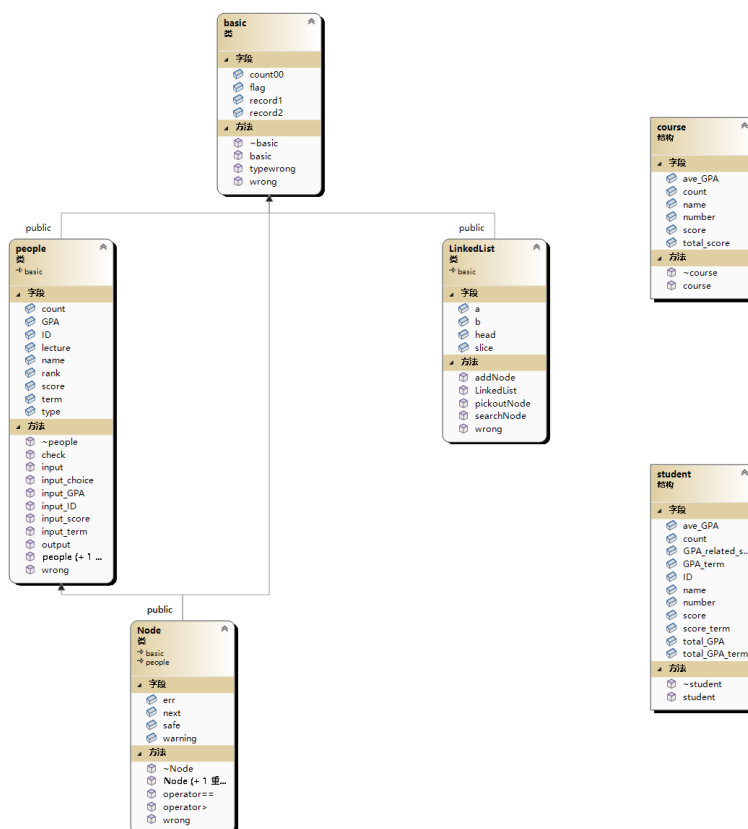 basic
类
字段
count00
flag
record1
record2
方法
~basic
basic
typewrong
wrong
public
people
类
basic
字段
count
GPA
ID
lecture
name
rank
score
term
type
方法
~people
check
input
input_choice
input_GPA
input_ID
input_score
input_term
output
people (+ 1 ...
wrong
public
LinkedList
类
basic
字段
a
b
head
slice
方法
addNode
LinkedList
pickoutNode
searchNode
wrong
public
Node
类
basic
people
字段
err
next
safe
warning
方法
~Node
Node (+ 1 重...
operator==
operator>
wrong
course
结构
字段
ave_GPA
count
name
number
score
total_score
方法
~course
course
student
结构
字段
ave_GPA
count
GPA_related_s...
GPA_term
ID
name
number
score
score_term
total_GPA
total_GPA_term
方法
~student
student